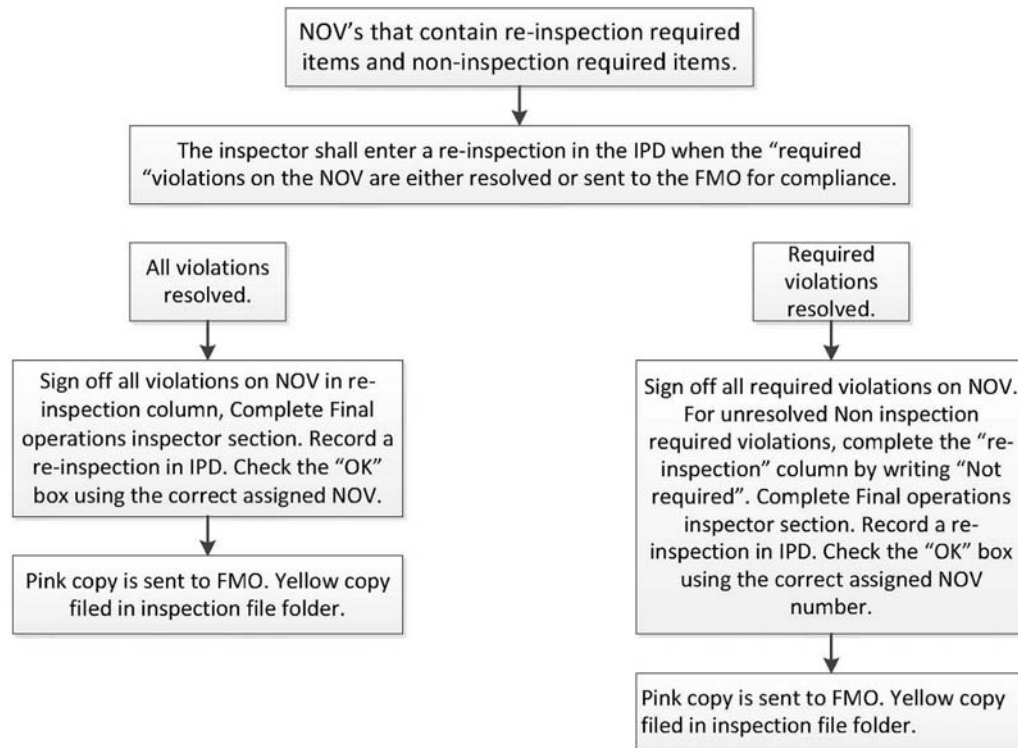 NOV's that contain re-inspection required
items and non-inspection required items.
The inspector shall enter a re-inspection in the IPD when the “required
“violations on the NOV are either resolved or sent to the FMO for compliance.
All violations
resolved.
Sign off all violations on NOV in re-
inspection column, Complete Final
operations inspector section. Record a
re-inspection in IPD. Check the “OK”
box using the correct assigned NOV.
Pink copy is sent to FMO. Yellow copy
filed in inspection file folder.
Required
violations
resolved.
Sign off all required violations on NOV.
For unresolved Non inspection
required violations, complete the “re-
inspection” column by writing “Not
required”. Complete Final operations
inspector section. Record a re-
inspection in IPD. Check the “OK” box
using the correct assigned NOV
number.
Pink copy is sent to FMO. Yellow copy
filed in inspection file folder.